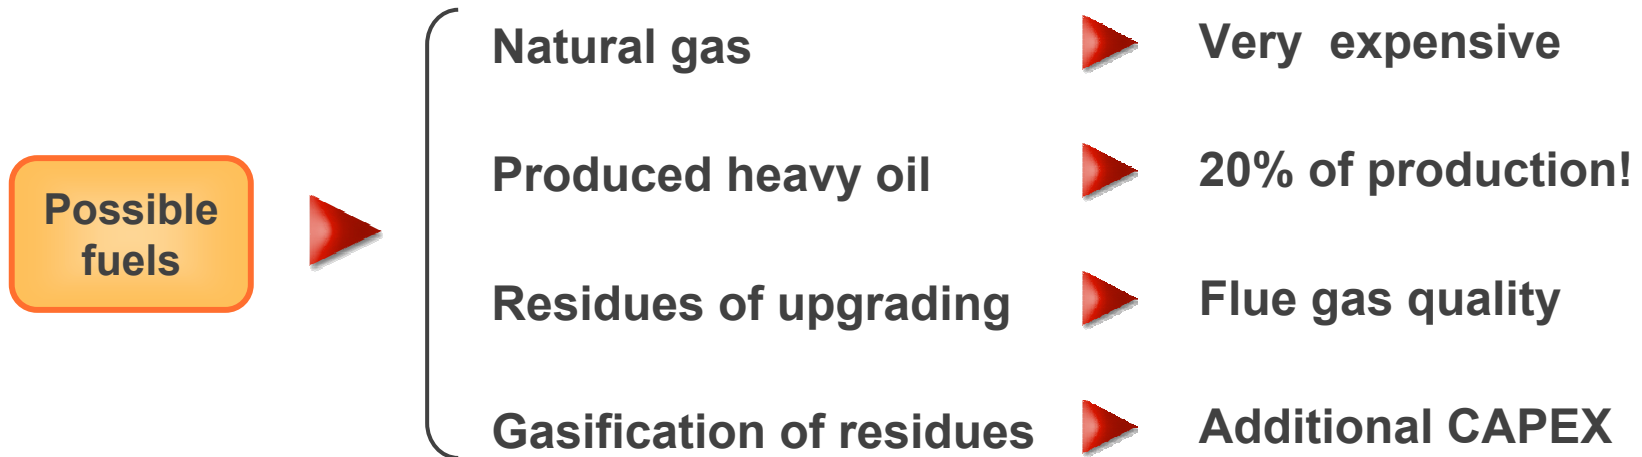 Possible
fuels
Natural gas
Very expensive
Produced heavy oil
20% of production!
Residues of upgrading
Flue gas quality
Gasification of residues
Additional CAPEX